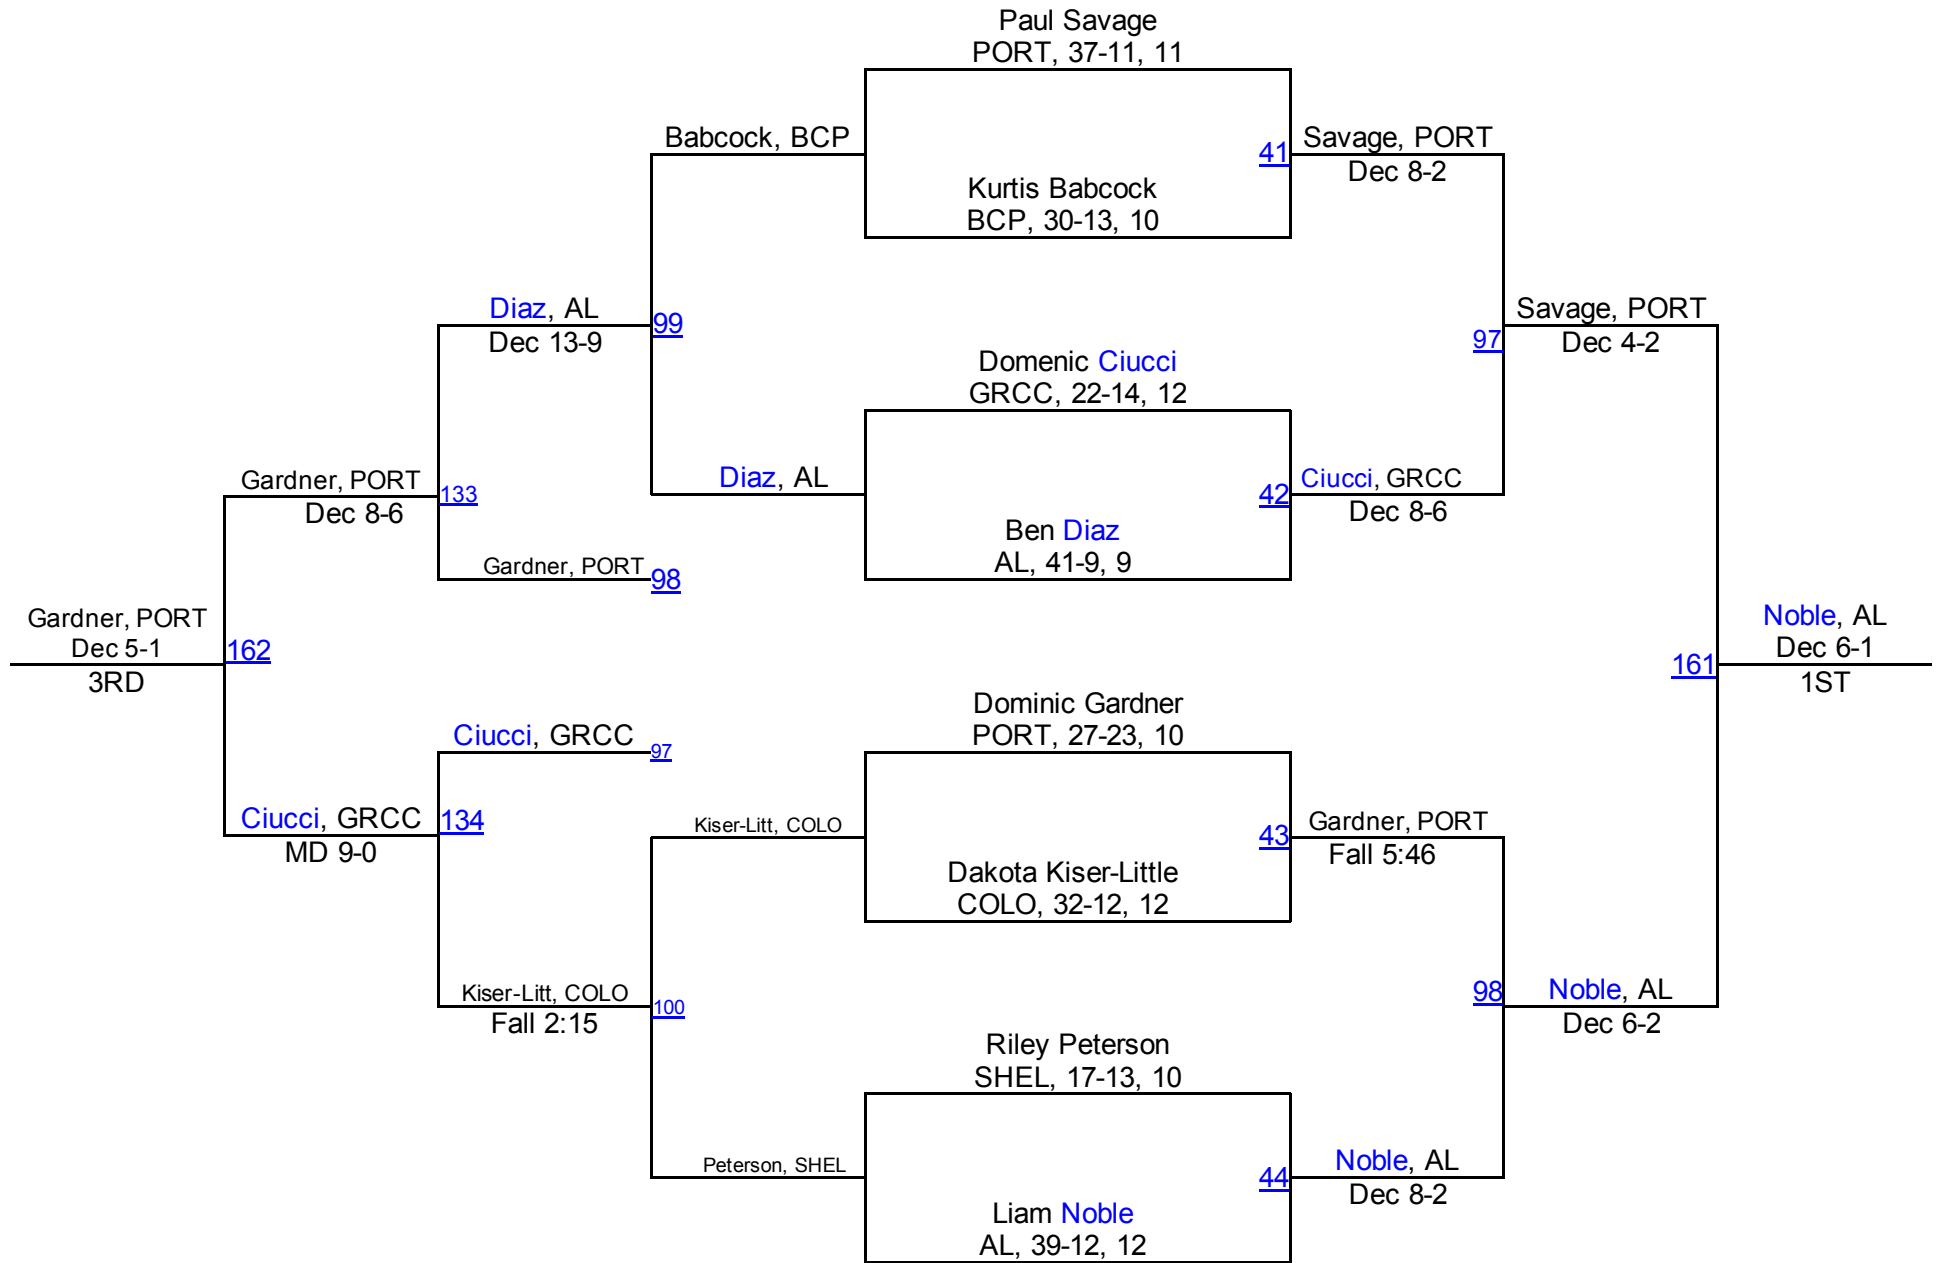 Paul Savage
PORT, 37-11, 11
Babcock, BCP
41
Savage, PORT
Dec 8-2
Kurtis Babcock
BCP, 30-13, 10
Diaz, AL
Dec 13-9
99
Savage, PORT
Dec 4-2
97
Domenic Ciucci
GRCC, 22-14, 12
Gardner, PORT
Dec 8-6
133
Diaz, AL
42
Ciucci, GRCC
Dec 8-6
Ben Diaz
AL, 41-9, 9
Gardner, PORT
98
Gardner, PORT
Dec 5-1
3RD
162
Noble, AL
Dec 6-1
1ST
161
Dominic Gardner
PORT, 27-23, 10
Ciucci, GRCC
97
Ciucci, GRCC
MD 9-0
134
Kiser-Litt, COLO
43
Gardner, PORT
Fall 5:46
Dakota Kiser-Little
COLO, 32-12, 12
Kiser-Litt, COLO
Fall 2:15
100
98
Noble, AL
Dec 6-2
Riley Peterson
SHEL, 17-13, 10
Peterson, SHEL
44
Noble, AL
Dec 8-2
Liam Noble
AL, 39-12, 12